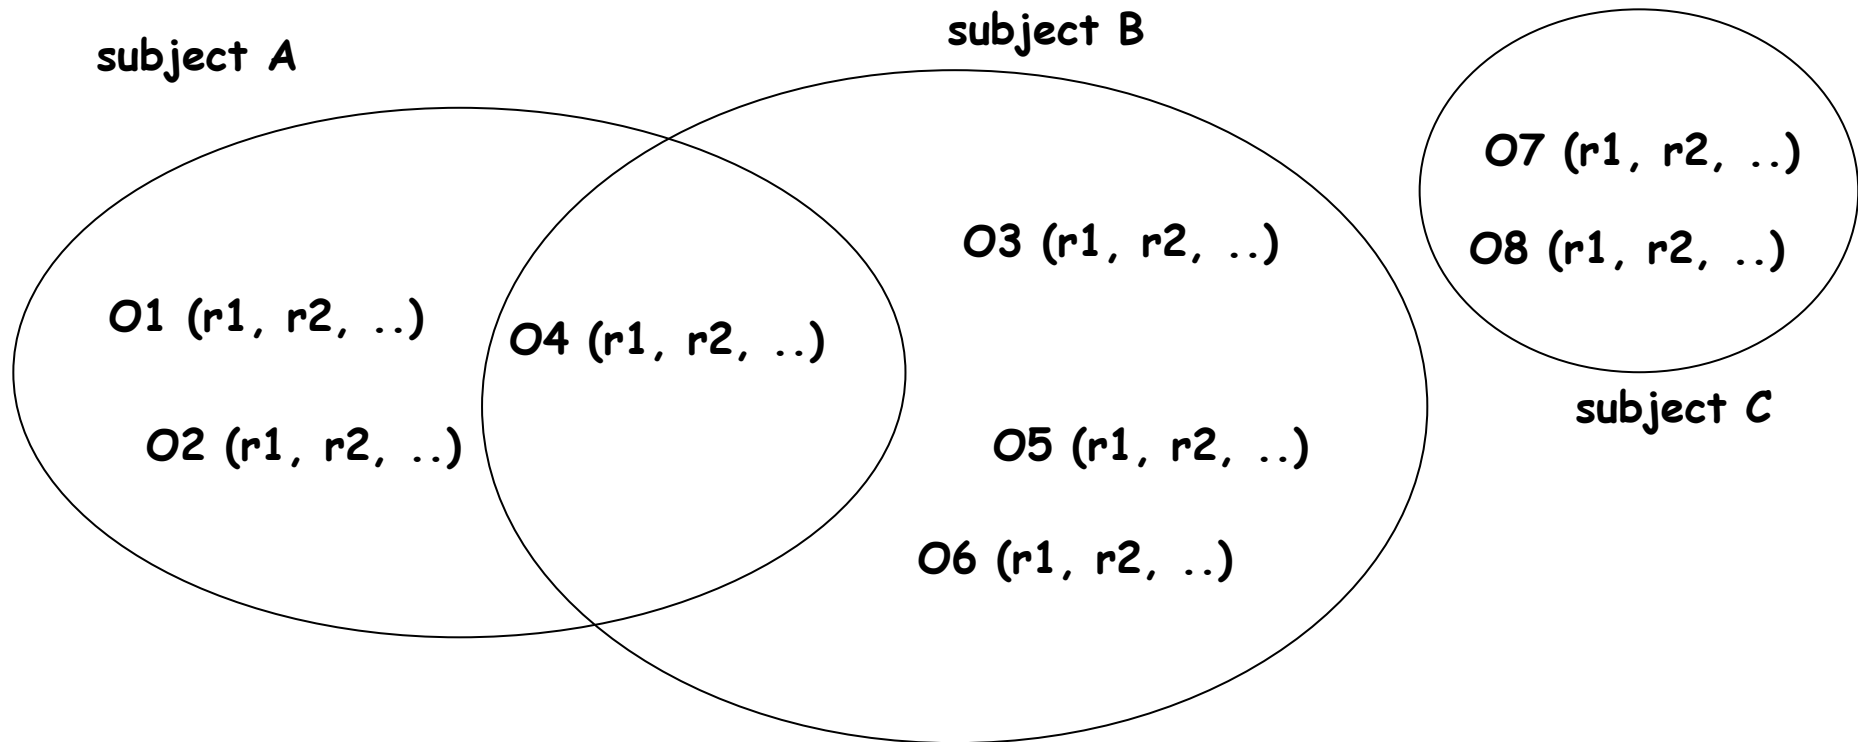 subject A
subject B
O1 (r1, r2, ..)
O2 (r1, r2, ..)
O4 (r1, r2, ..)
O3 (r1, r2, ..)
O5 (r1, r2, ..)
O6 (r1, r2, ..)
O7 (r1, r2, ..)
O8 (r1, r2, ..)
subject C